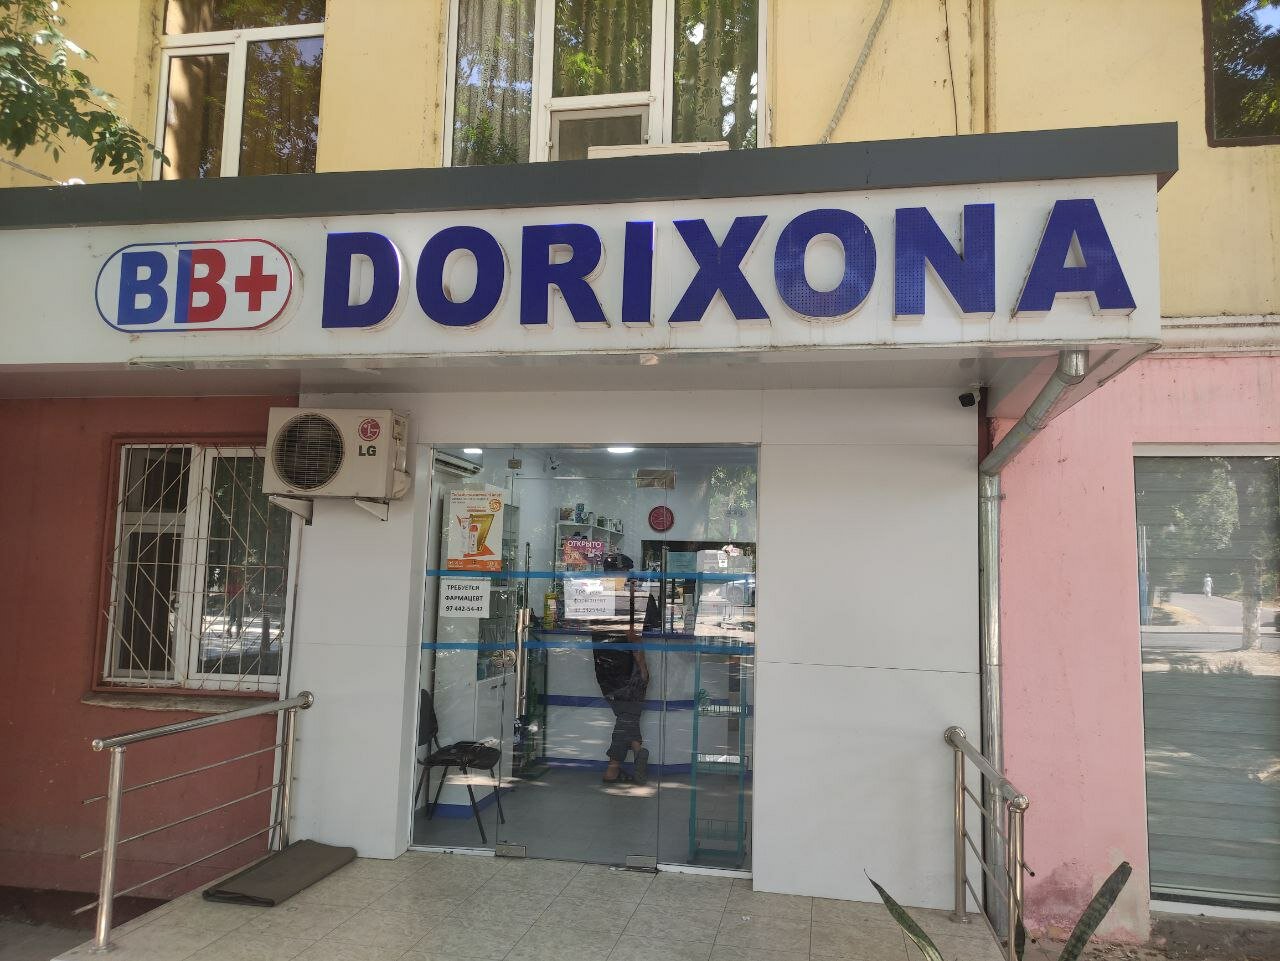 BB+ DORIXONA
LG
ТРЕБУЕТСЯ
ФАРМАЦЕВТ
97 442-54-47
ОТКРЫТО